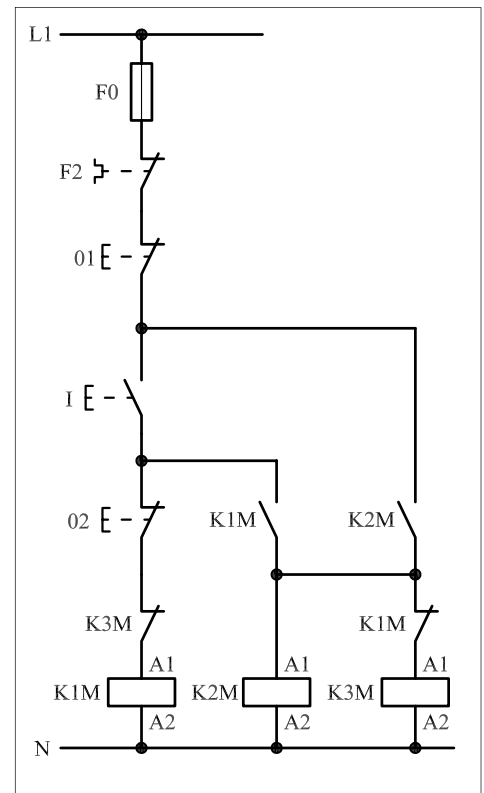 L1
F0
F2
01
I
02 K1M K2M
K3M K1M
A1 A1 A1
K1M K2M K3M
A2 A2 A2
N